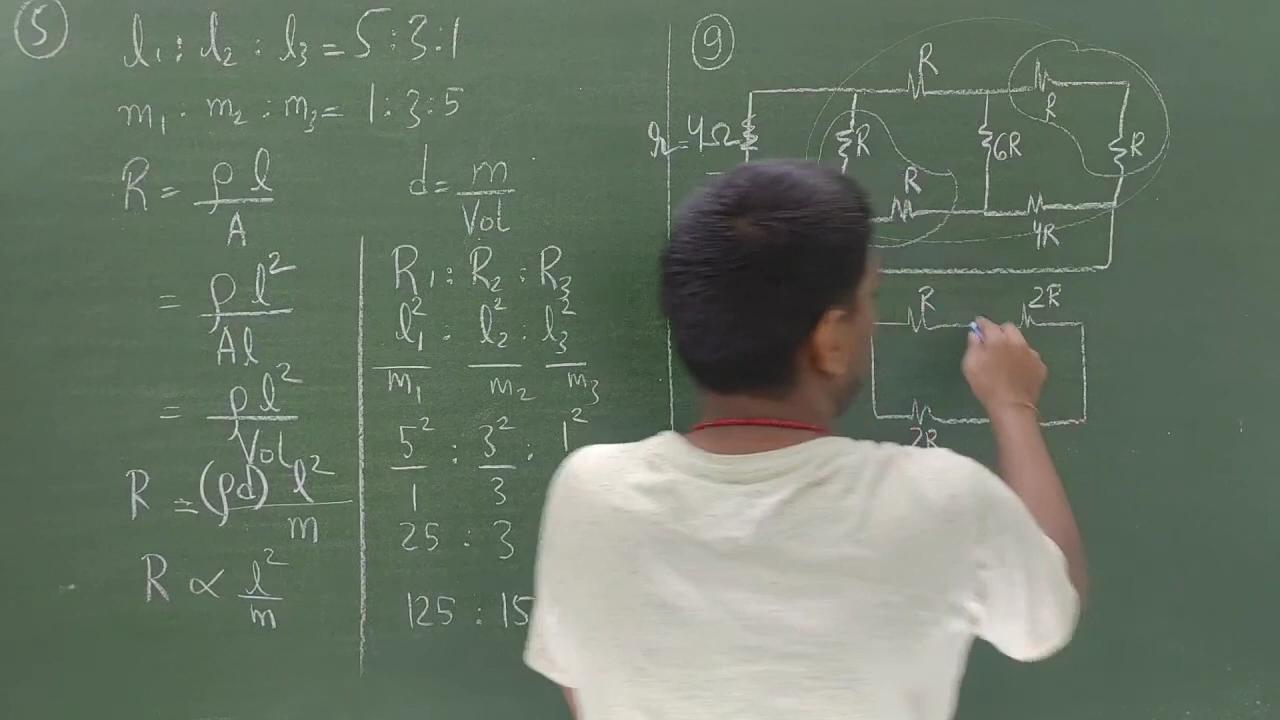 5
l₁ : l₂ : l₃ = 5 : 3 : 1
m₁ : m₂ : m₃ = 1 : 3 : 5
R = ρl/A
d = m/Vol
= ρl²/Al
= ρl²/Vol
R = (ρd) l²/m
R ∝ l²/m
R₁ : R₂ : R₃
l₁²/m₁ : l₂²/m₂ : l₃²/m₃
5²/1 : 3²/3 : 1²
25 : 3
125 : 15
9
R
R
r = 4Ω
R
6R
R
R
4R
R
2R
2R